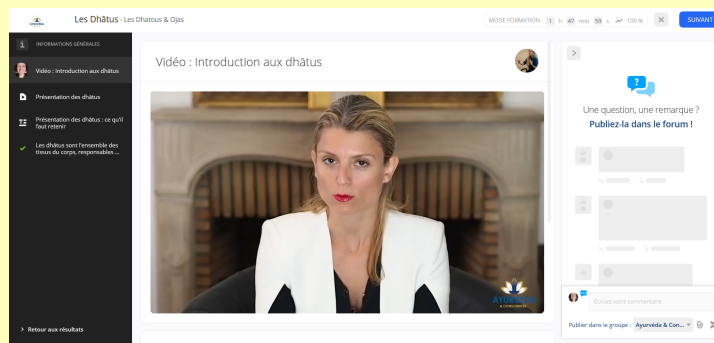 Les Dhâtus - Les Dhatous & Ojas
MODE FORMATION 1 h 47 min 59 s 100 %
SUIVANT
INFORMATIONS GÉNÉRALES
Vidéo : Introduction aux dhātus
Présentation des dhātus
Présentation des dhātus : ce qu'il
faut retenir
Les dhātus sont l'ensemble des
tissus du corps, responsables ...
Retour aux résultats
Vidéo : Introduction aux dhātus
Une question, une remarque ?
Publiez-la dans le forum !
Écrivez votre commentaire
Publier dans le groupe : Ayurvéda & Con...